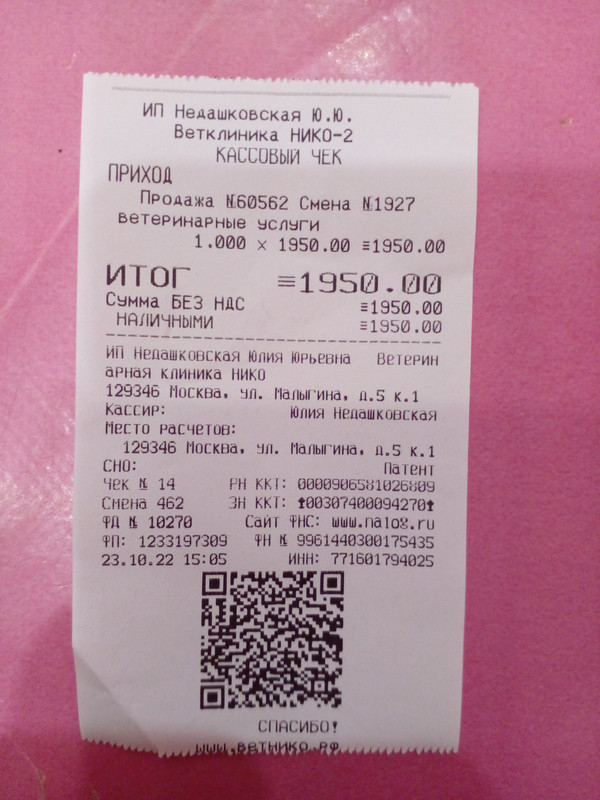 ИП Недашковская Ю.Ю.
Ветклиника НИКО-2
КАССОВЫЙ ЧЕК
ПРИХОД
Продажа №60562 Смена №1927
ветеринарные услуги
1.000 × 1950.00 ≡1950.00
ИТОГ ≡1950.00
Сумма БЕЗ НДС ≡1950.00
НАЛИЧНЫМИ ≡1950.00
ИП Недашковская Юлия Юрьевна Ветерин
арная клиника НИКО
129346 Москва, ул. Малыгина, д.5 к.1
Кассир: Юлия Недашковская
Место расчетов:
129346 Москва, ул. Малыгина, д.5 к.1
СНО: Патент
Чек № 14 РН ККТ: 0000906581026809
Смена 462 ЗН ККТ: 00307400094270
ФД № 10270 Сайт ФНС: www.nalog.ru
ФП: 1233197309 ФН № 9961440300175435
23.10.22 15:05 ИНН: 771601794025
СПАСИБО!
www.ветнико.рф